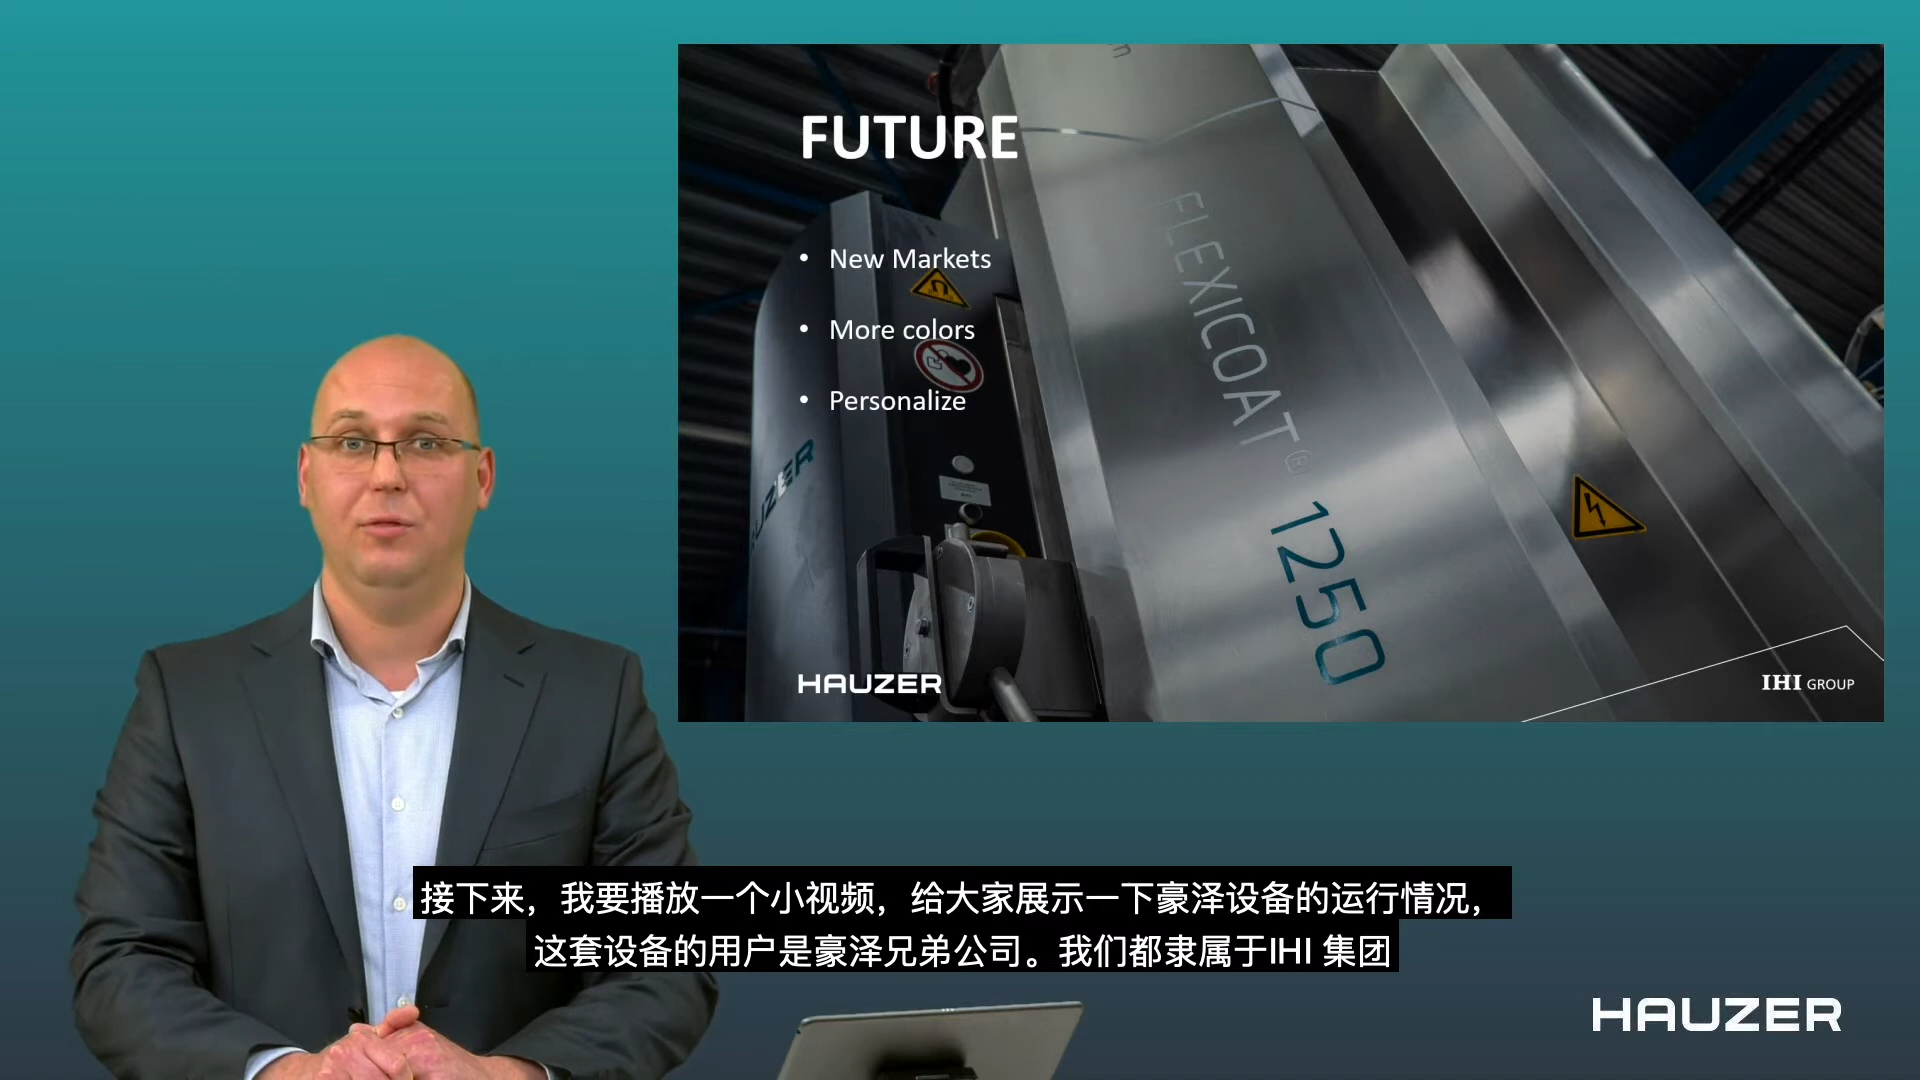 FUTURE
• New Markets
• More colors
• Personalize
FLEXICOAT® 1250
HAUZER
IHI GROUP
接下来，我要播放一个小视频，给大家展示一下豪泽设备的运行情况，
这套设备的用户是豪泽兄弟公司。我们都隶属于IHI 集团
HAUZER